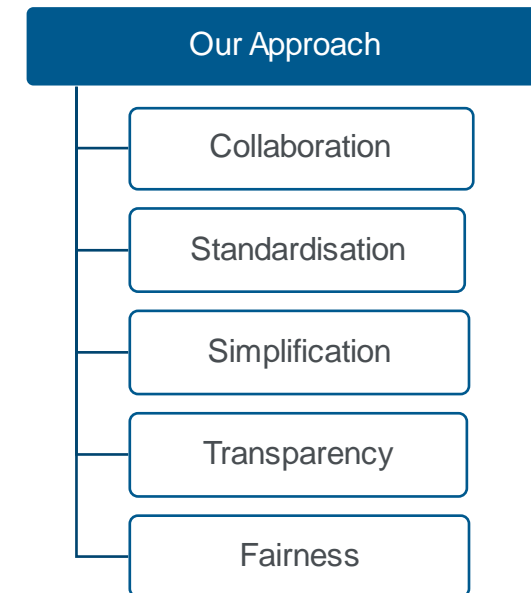 Our Approach
Collaboration
Standardisation
Simplification
Transparency
Fairness